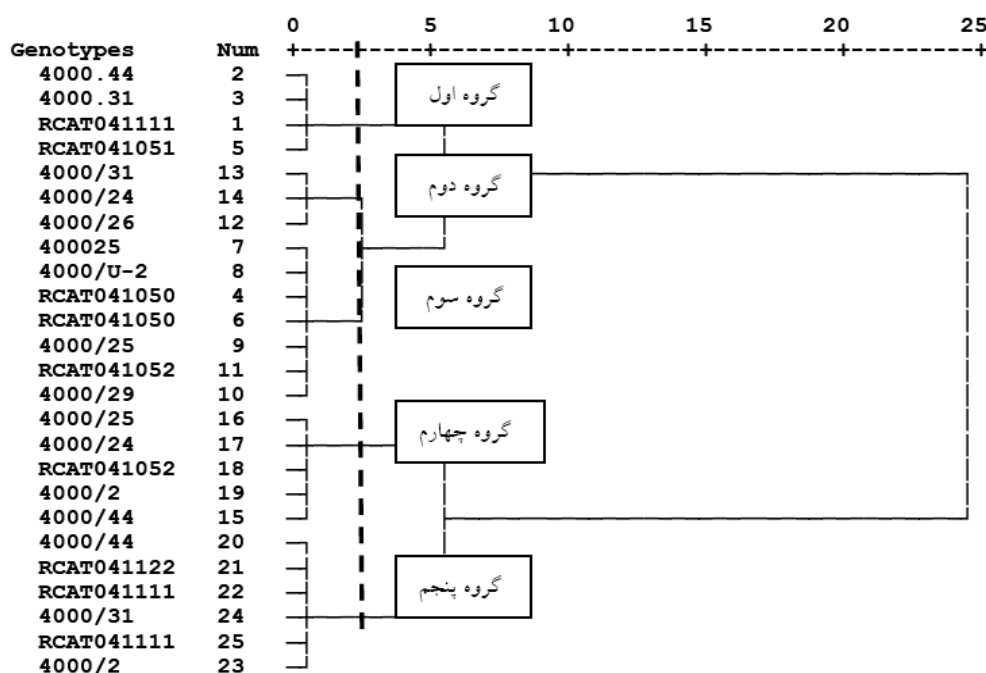 0 5 10 15 20 25
Genotypes Num +---------+---------+---------+---------+---------+
4000.44 2
گروه اول
4000.31 3
RCAT041111 1
RCAT041051 5
4000/31 13
گروه دوم
4000/24 14
4000/26 12
400025 7
4000/U-2 8
RCAT041050 4
گروه سوم
RCAT041050 6
4000/25 9
RCAT041052 11
4000/29 10
4000/25 16
گروه چهارم
4000/24 17
RCAT041052 18
4000/2 19
4000/44 15
4000/44 20
RCAT041122 21
گروه پنجم
RCAT041111 22
4000/31 24
RCAT041111 25
4000/2 23